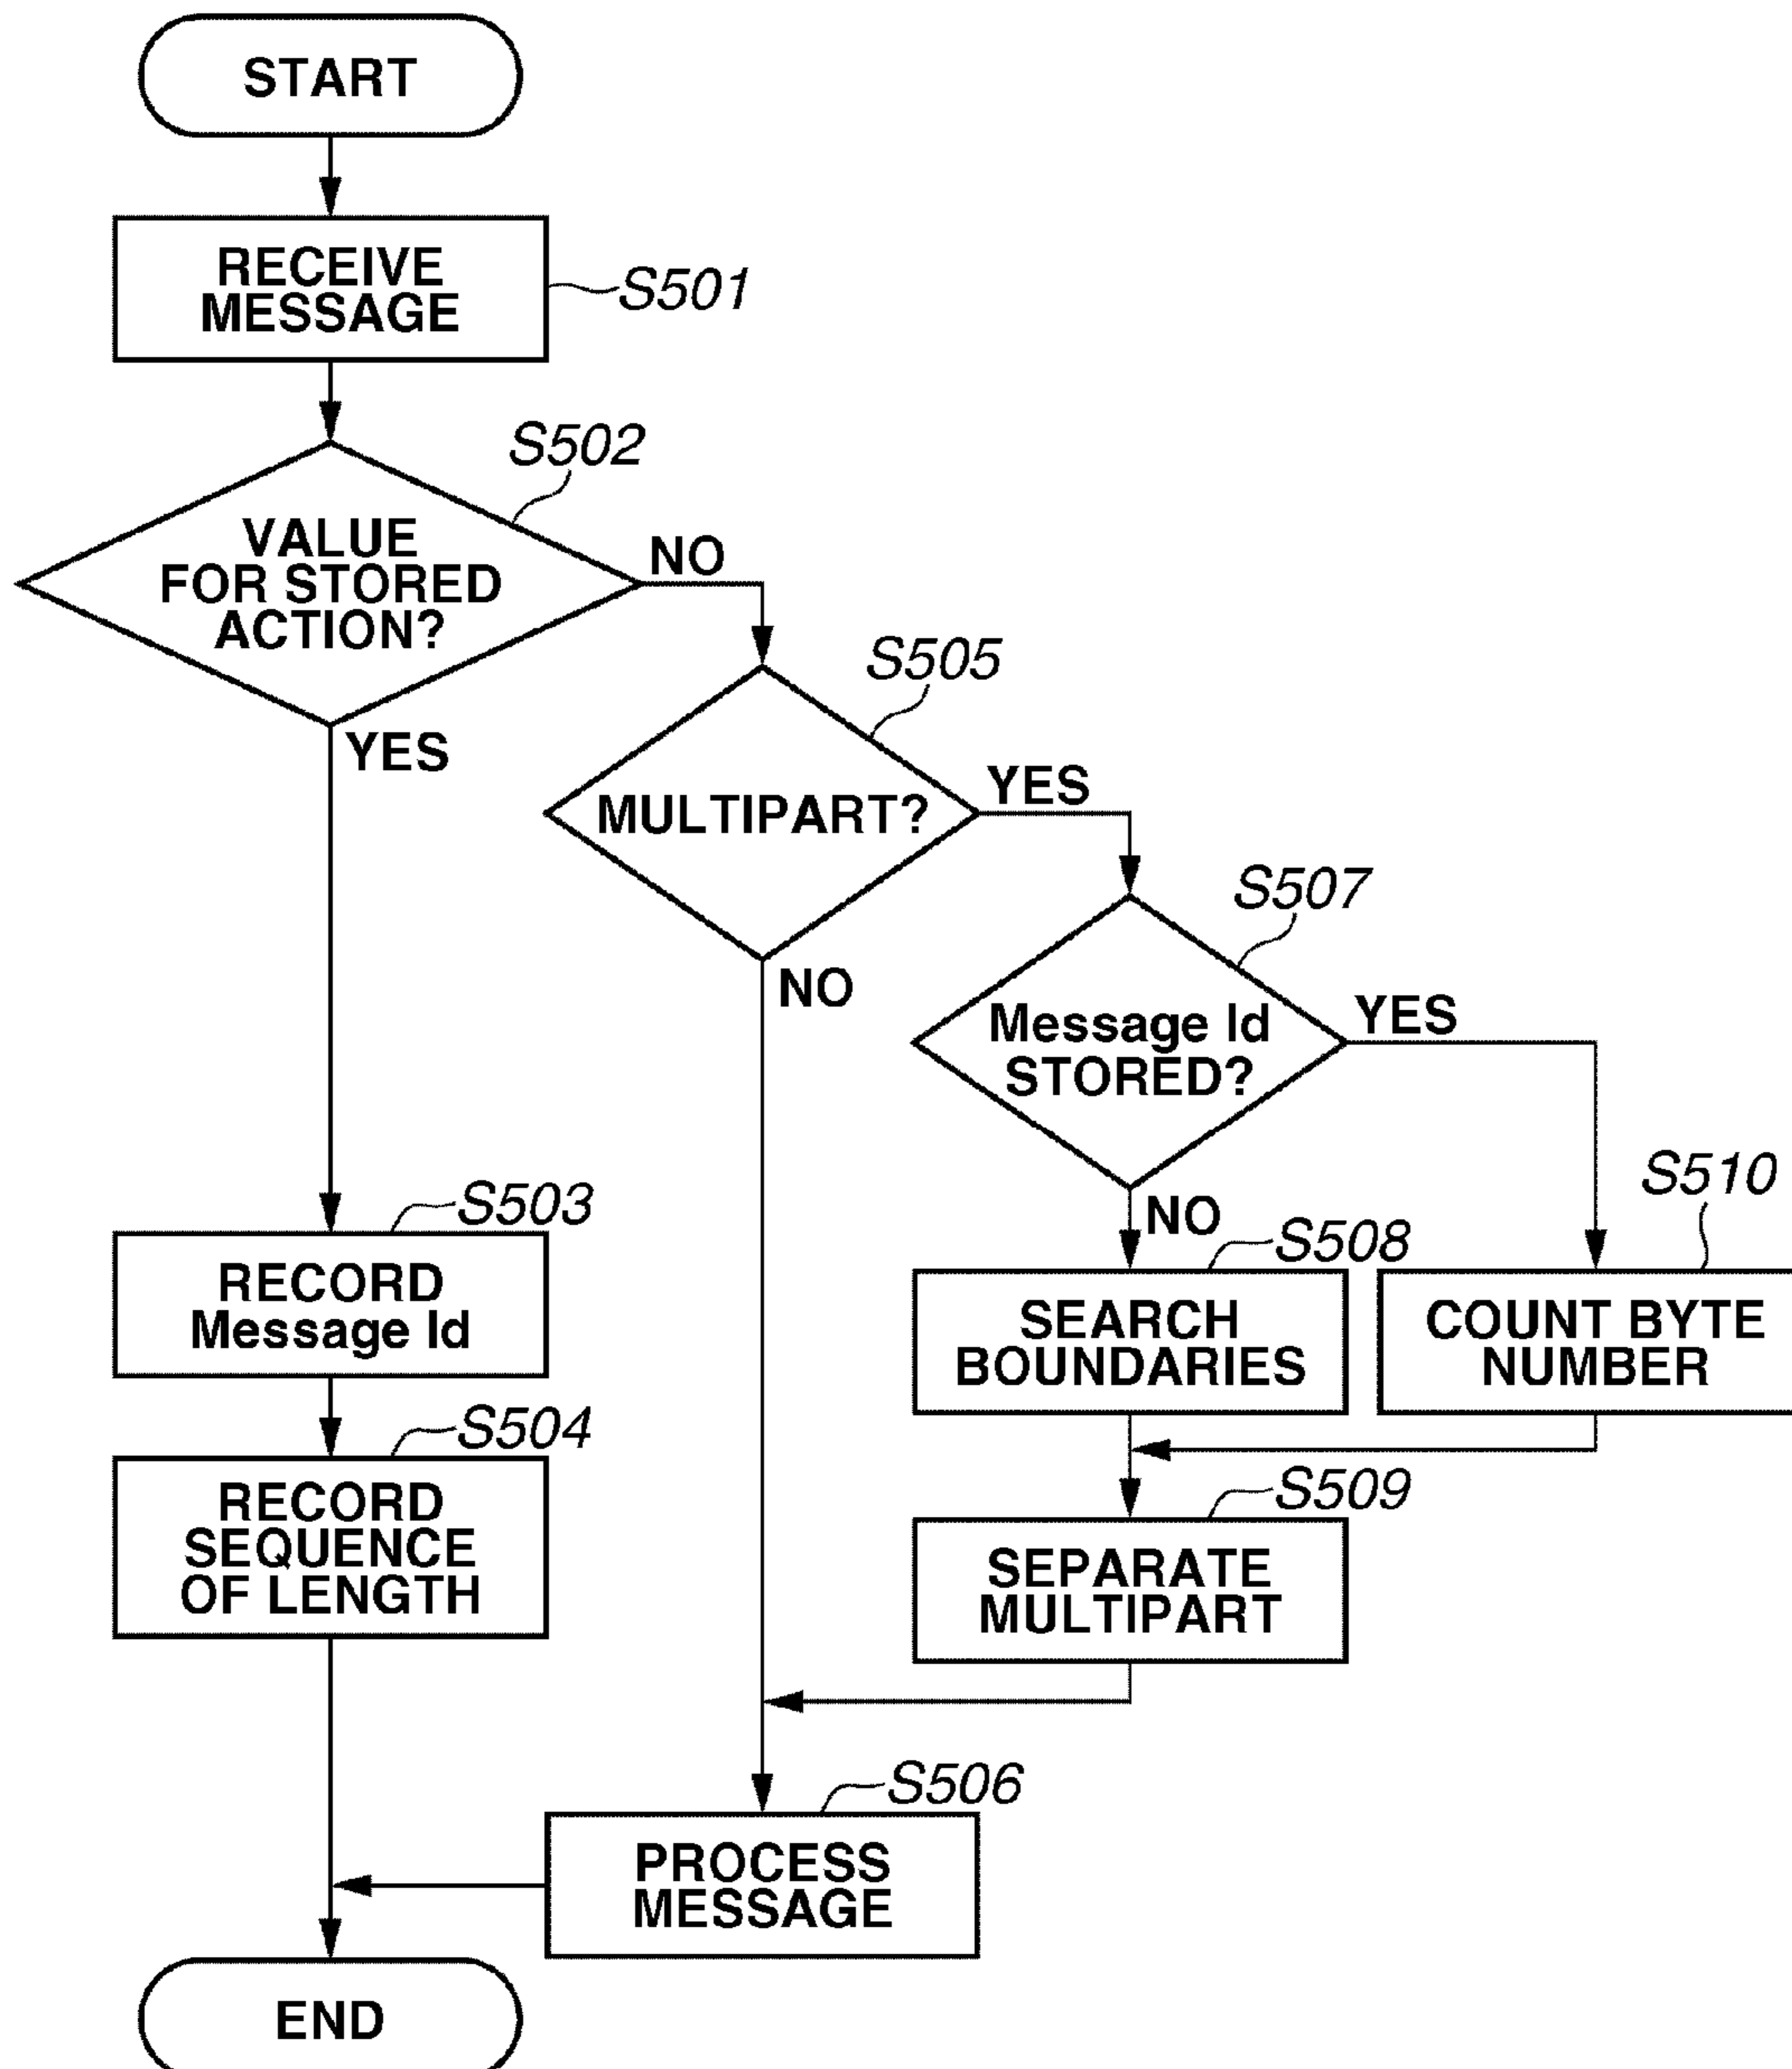 START
RECEIVE
MESSAGE
S501
S502
VALUE
FOR STORED
ACTION?
NO
YES
S505
MULTIPART?
YES
NO
S507
Message Id
STORED?
YES
NO
S503
RECORD
Message Id
S508
SEARCH
BOUNDARIES
S510
COUNT BYTE
NUMBER
S504
RECORD
SEQUENCE
OF LENGTH
S509
SEPARATE
MULTIPART
S506
PROCESS
MESSAGE
END